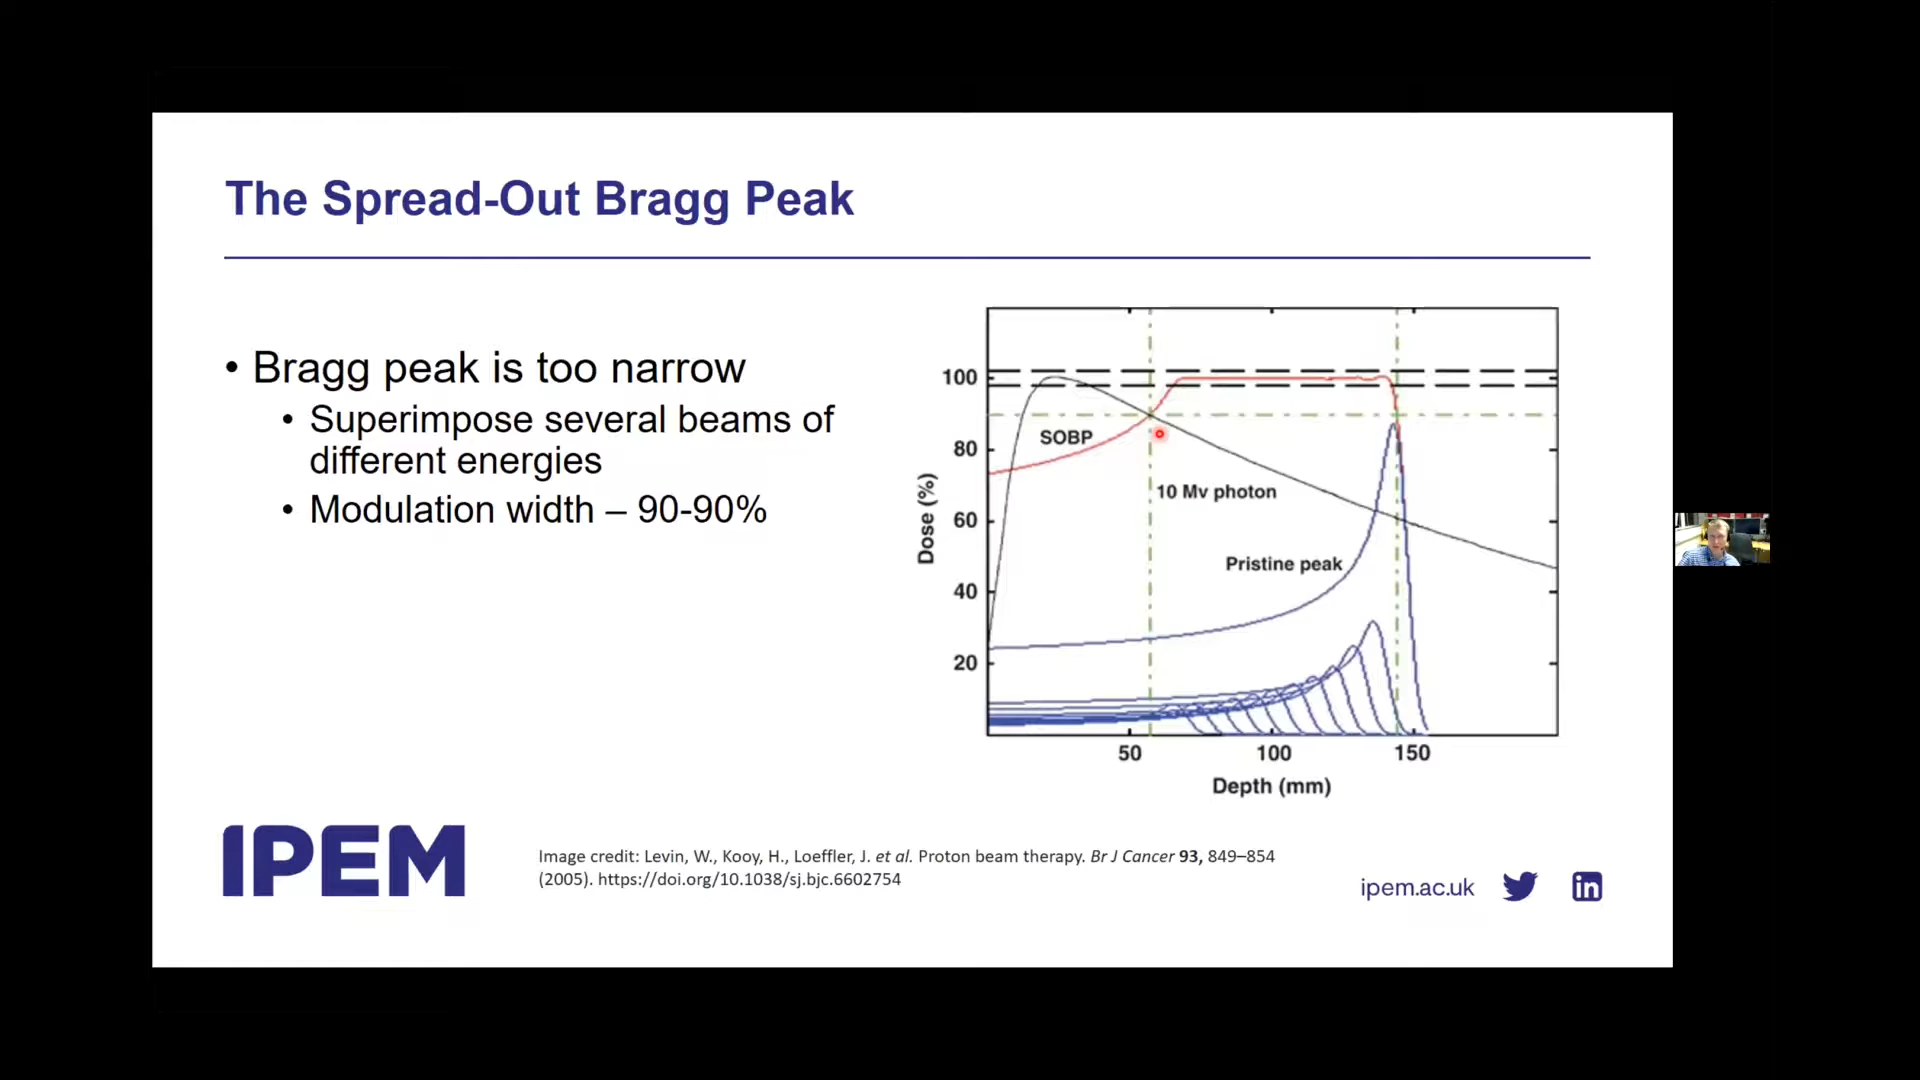 The Spread-Out Bragg Peak
• Bragg peak is too narrow
• Superimpose several beams of
different energies
• Modulation width – 90-90%
100
80
60
40
20
Dose (%)
SOBP
10 Mv photon
Pristine peak
50 100 150
Depth (mm)
IPEM
Image credit: Levin, W., Kooy, H., Loeffler, J. et al. Proton beam therapy. Br J Cancer 93, 849–854
(2005). https://doi.org/10.1038/sj.bjc.6602754
ipem.ac.uk
in